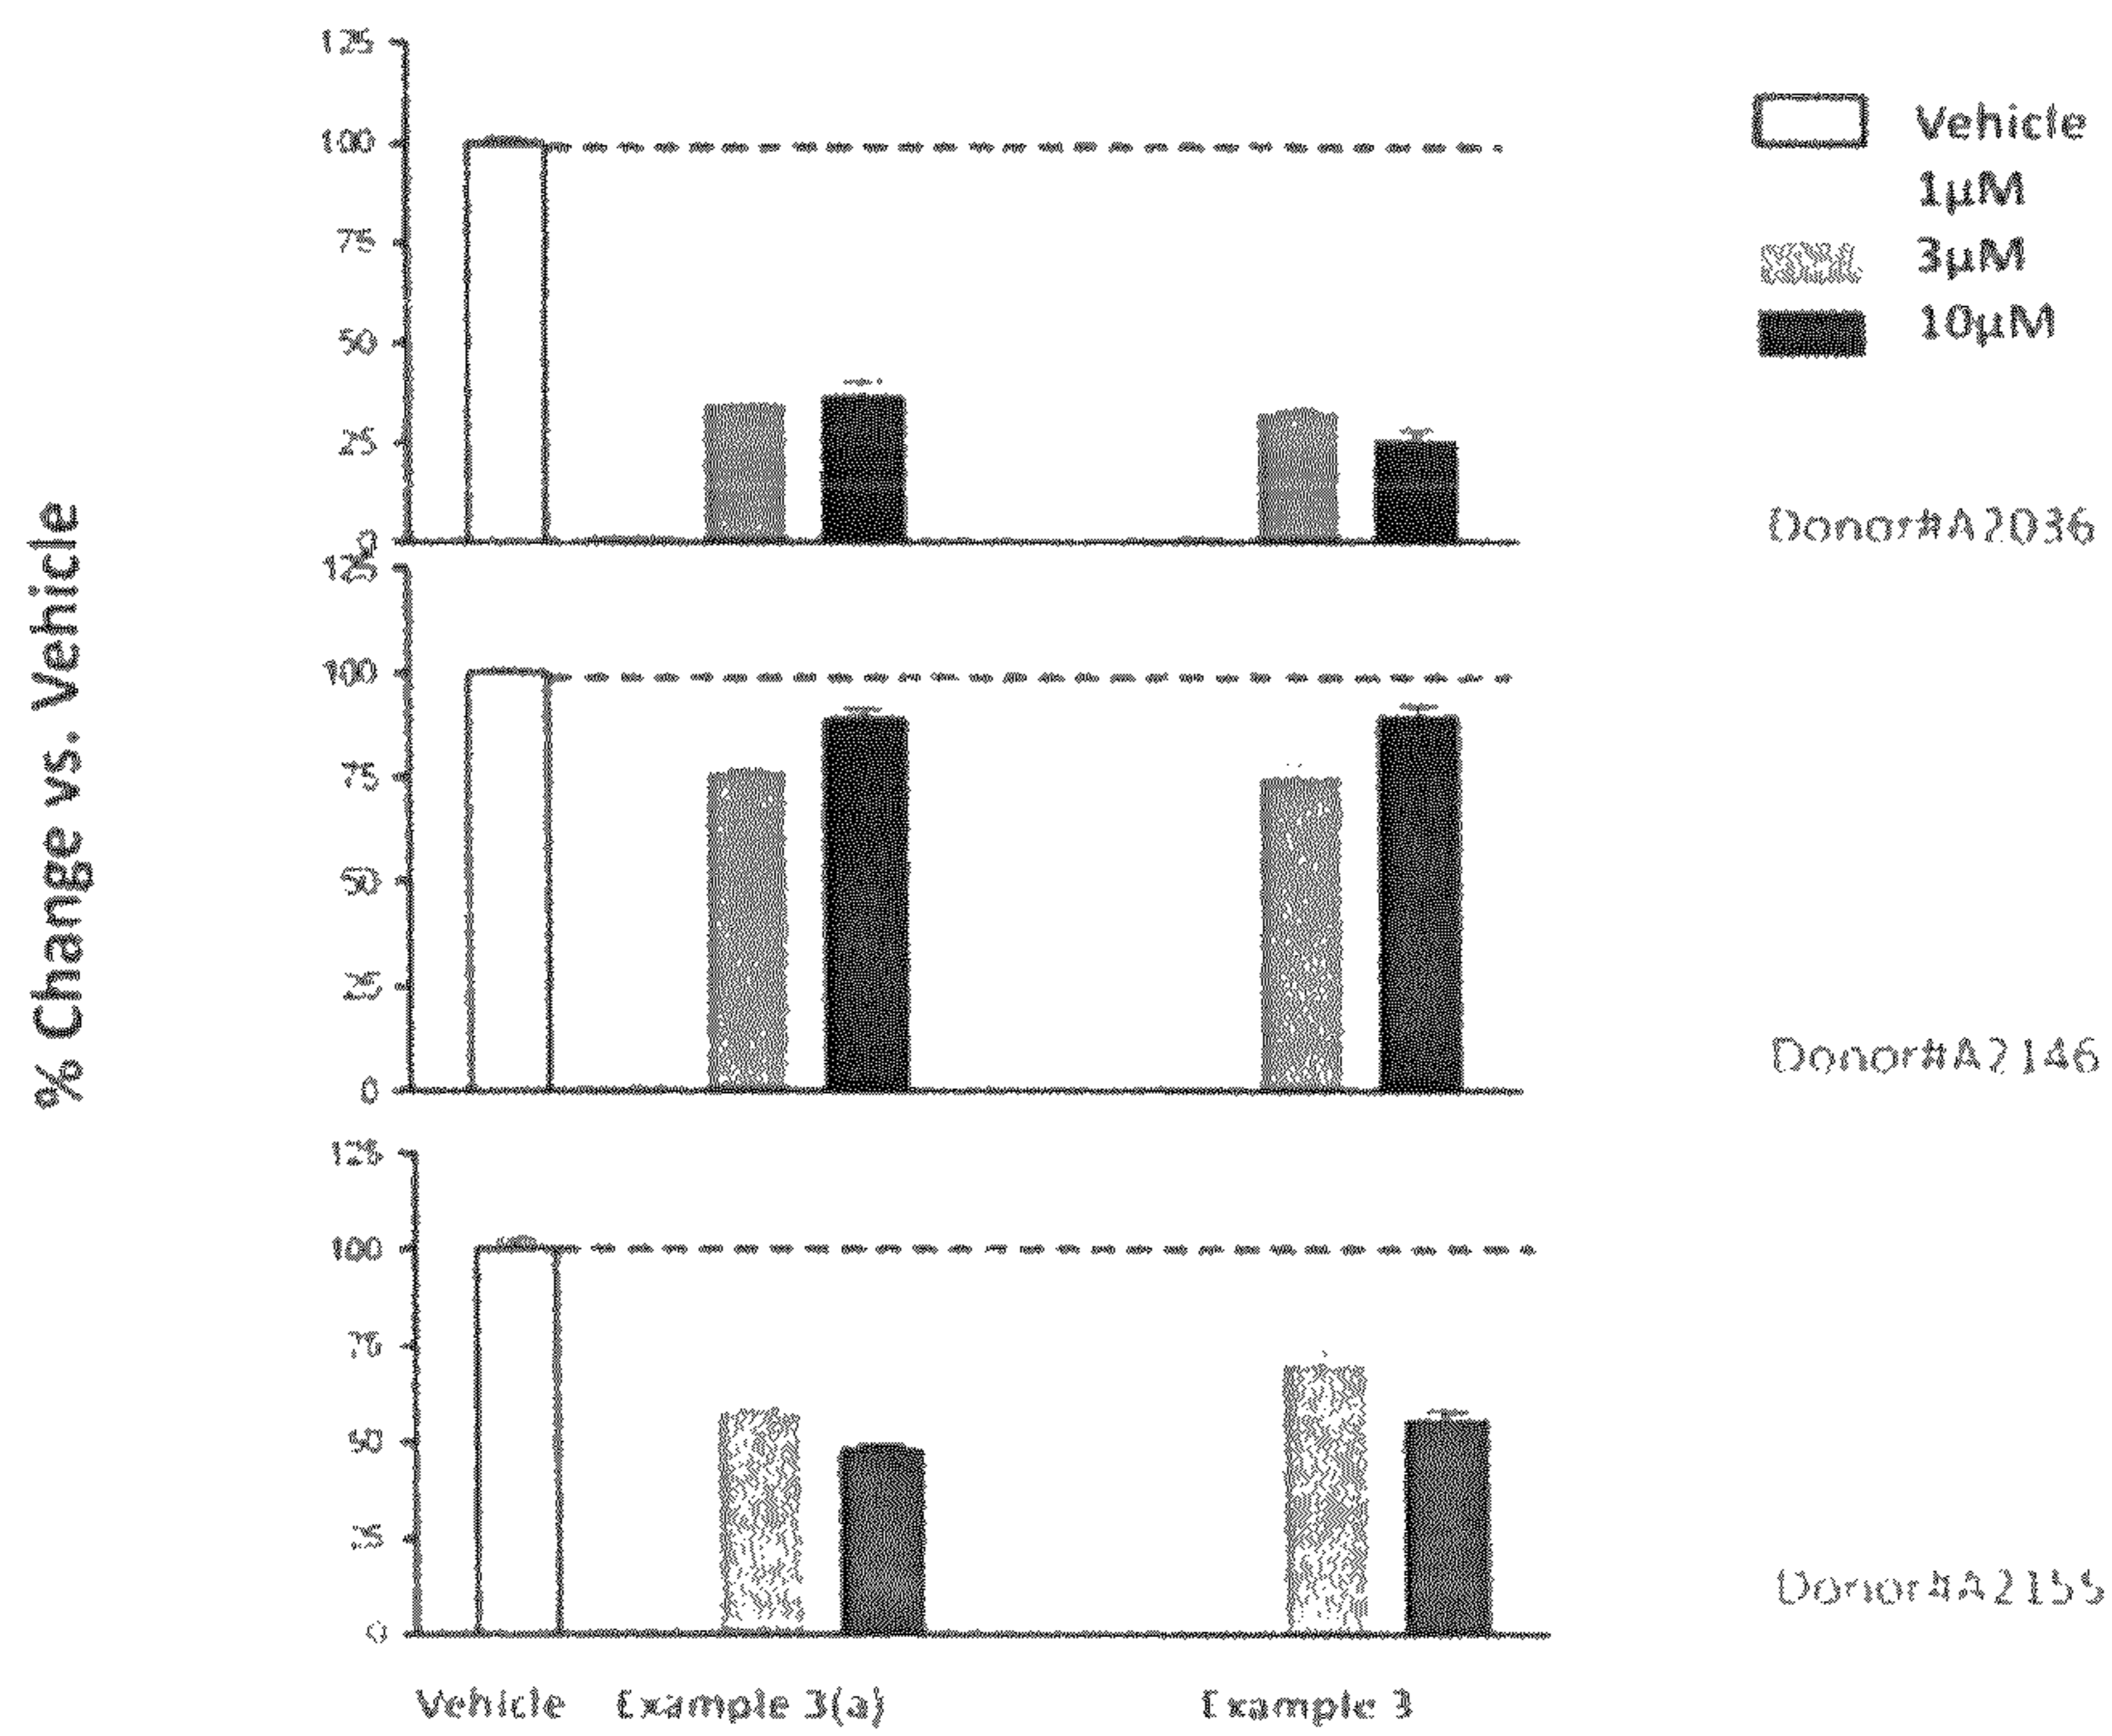 % Change vs. Vehicle
125
100
75
50
25
0
Vehicle
1μM
3μM
10μM
Donor#A2036
125
100
75
50
25
0
Donor#A2146
125
100
75
50
25
0
Donor#A2155
Vehicle Example 3(a) Example 3